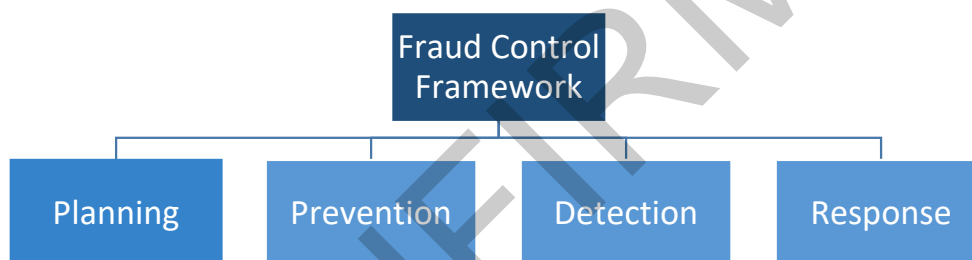 Fraud Control
Framework
Planning
Prevention
Detection
Response